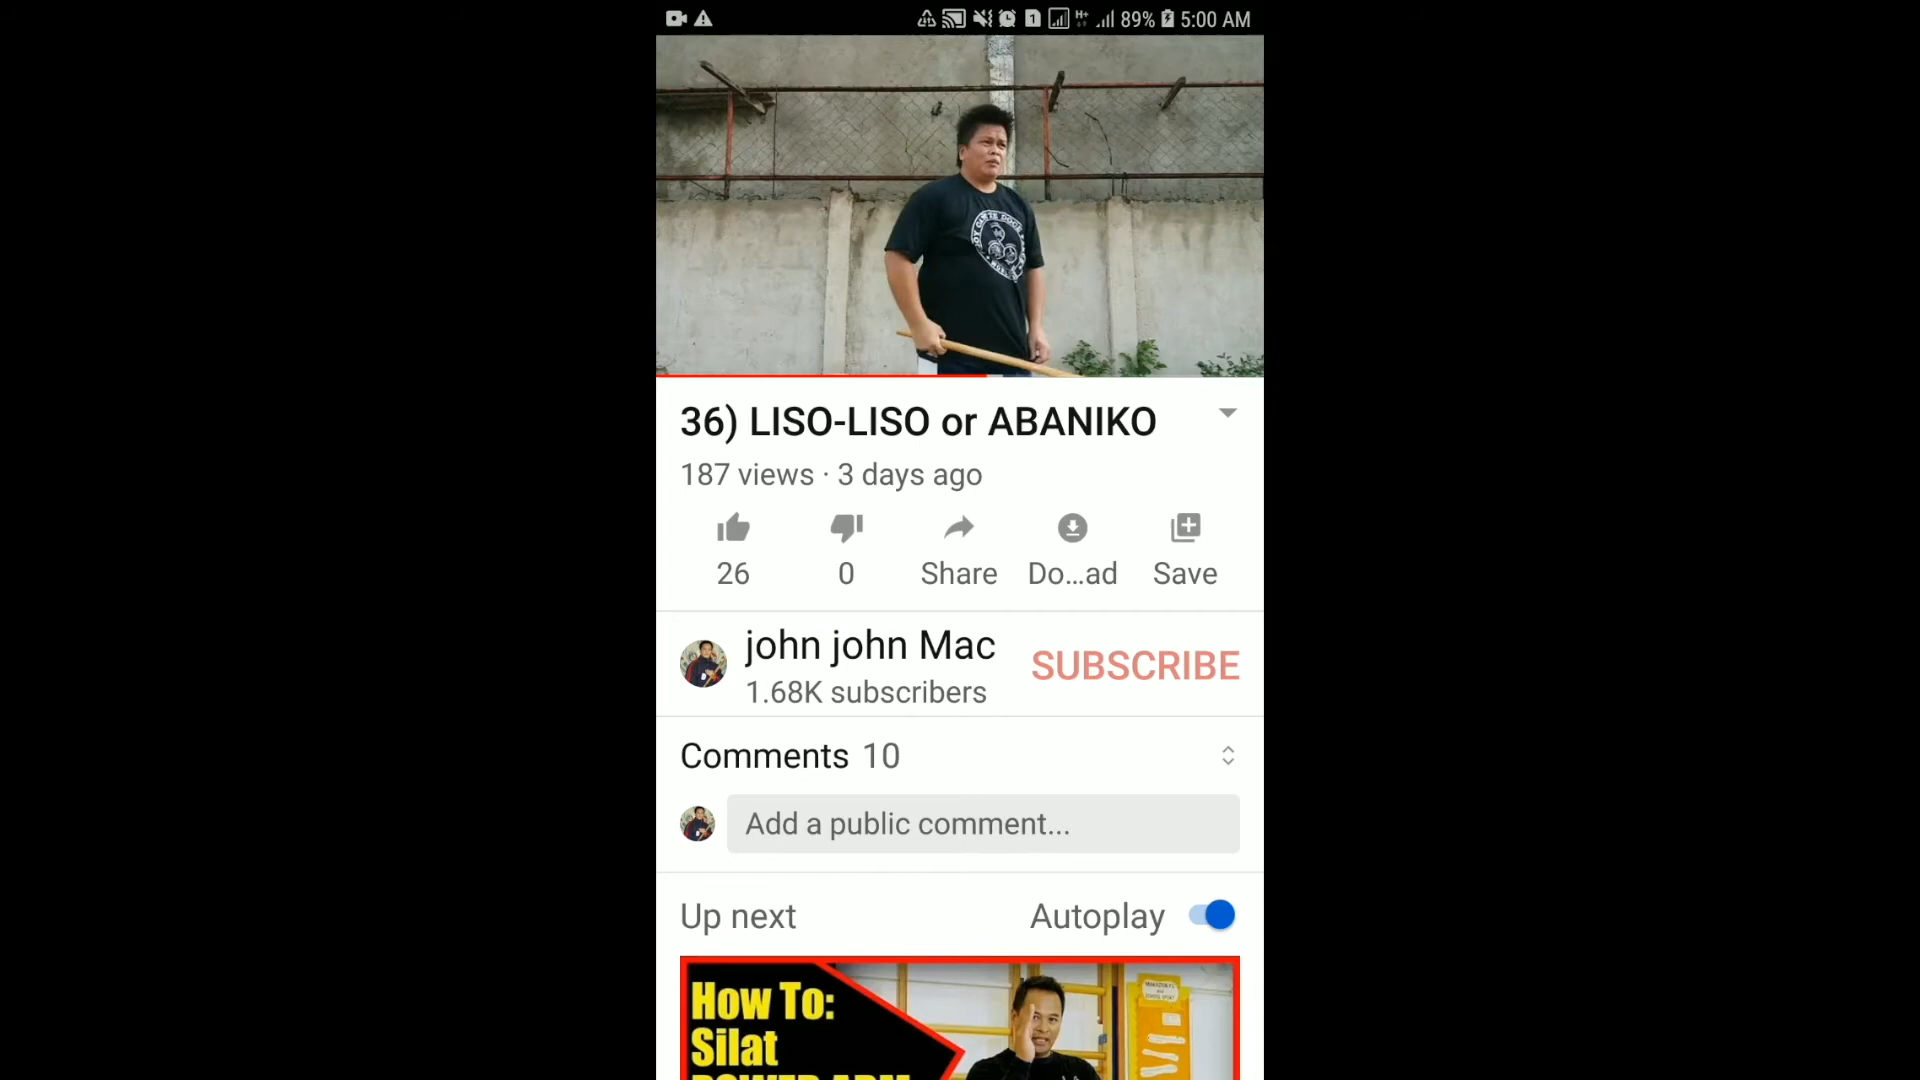 89% 5:00 AM
36) LISO-LISO or ABANIKO
187 views · 3 days ago
26 0 Share Do...ad Save
john john Mac
1.68K subscribers
SUBSCRIBE
Comments 10
Add a public comment...
Up next Autoplay
How To:
Silat